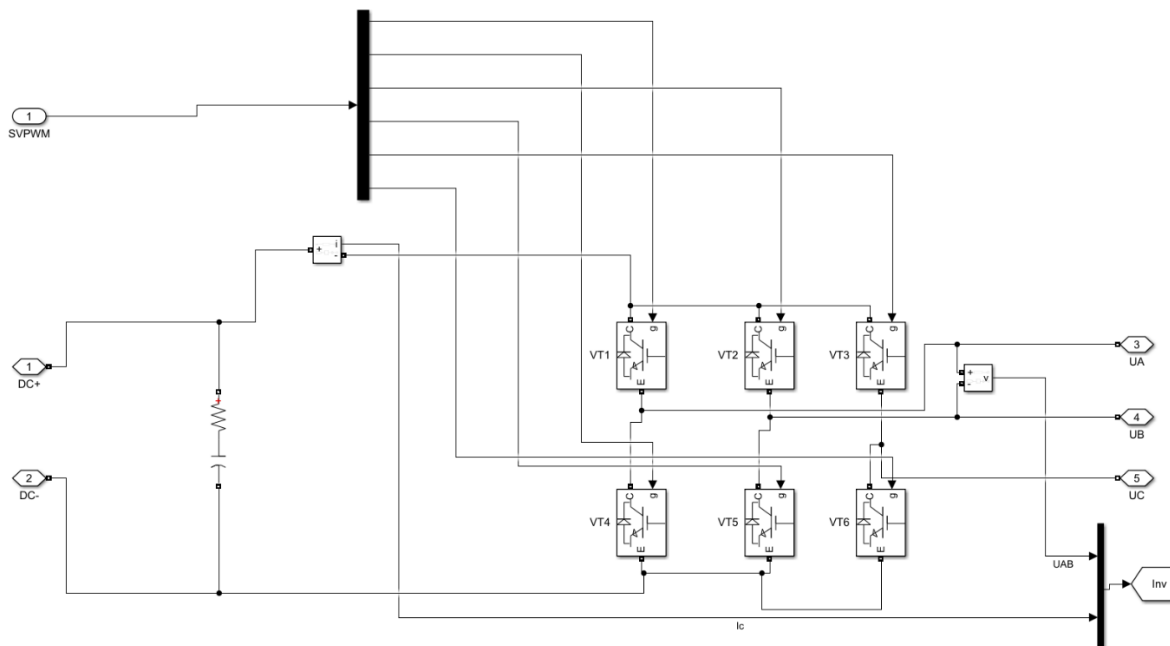 1
SVPWM
+
i
-
1
DC+
2
DC-
+
C
g
E
VT1
C
g
E
VT2
C
g
E
VT3
3
UA
+
-
v
4
UB
5
UC
C
g
E
VT4
C
g
E
VT5
C
g
E
VT6
UAB
Inv
Ic